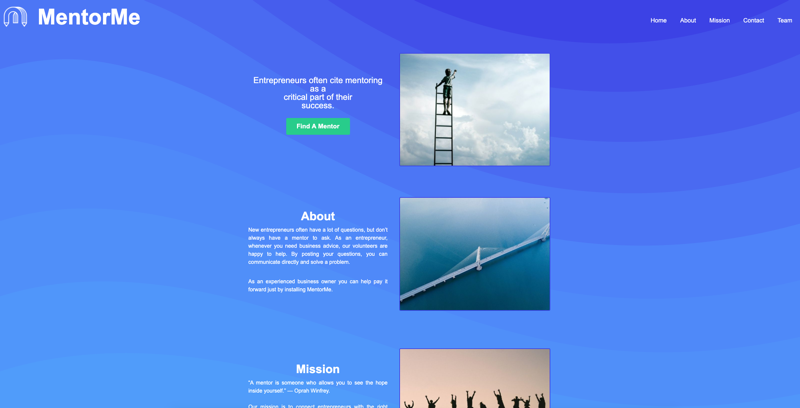 MentorMe
Home About Mission Contact Team
Entrepreneurs often cite mentoring
as a
critical part of their
success.
Find A Mentor
About
New entrepreneurs often have a lot of questions, but don't
always have a mentor to ask. As an entrepreneur,
whenever you need business advice, our volunteers are
happy to help. By posting your questions, you can
communicate directly and solve a problem.
As an experienced business owner you can help pay it
forward just by installing MentorMe.
Mission
"A mentor is someone who allows you to see the hope
inside yourself." — Oprah Winfrey.
Our mission is to connect entrepreneurs with the right